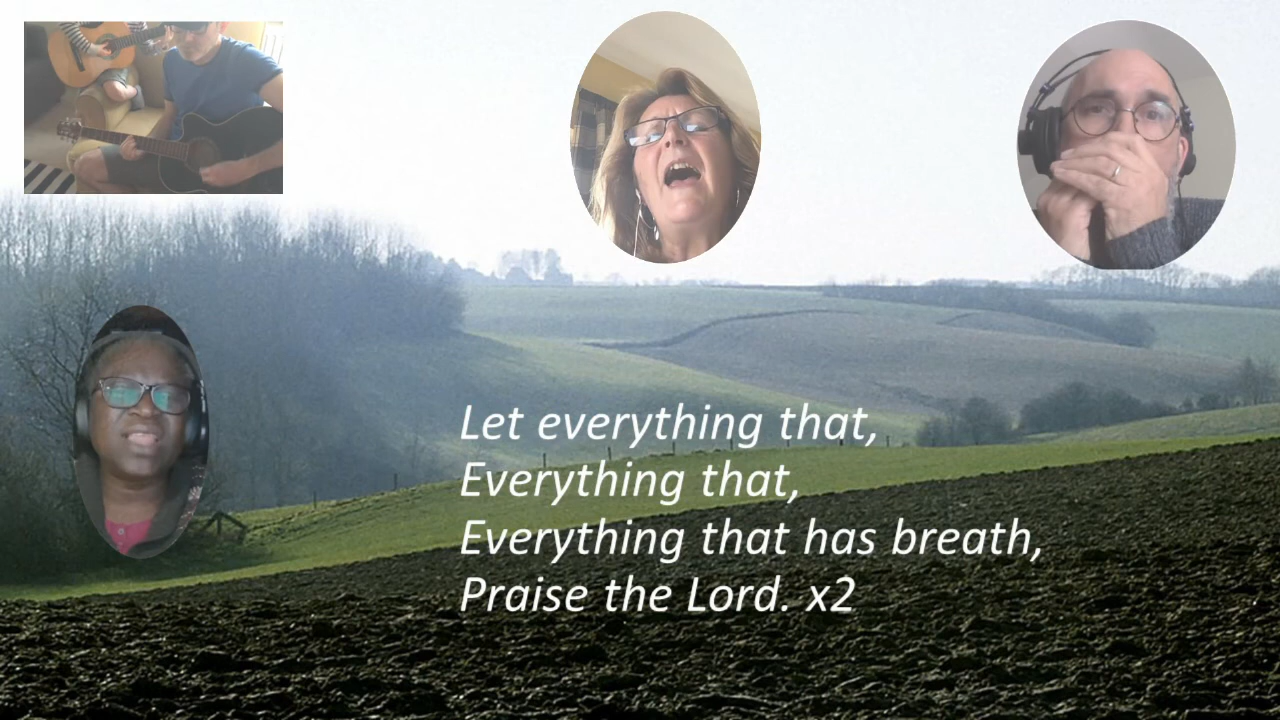 Let everything that,
Everything that,
Everything that has breath,
Praise the Lord. x2